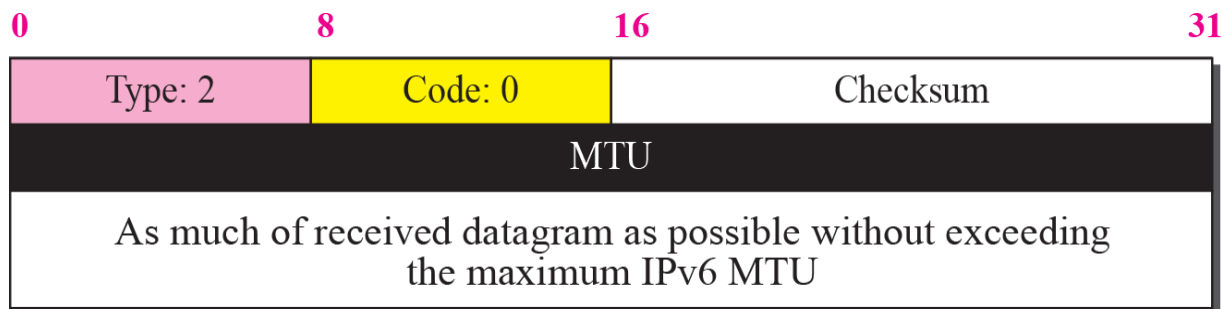 0 8 16 31
Type: 2 Code: 0 Checksum
MTU
As much of received datagram as possible without exceeding
the maximum IPv6 MTU